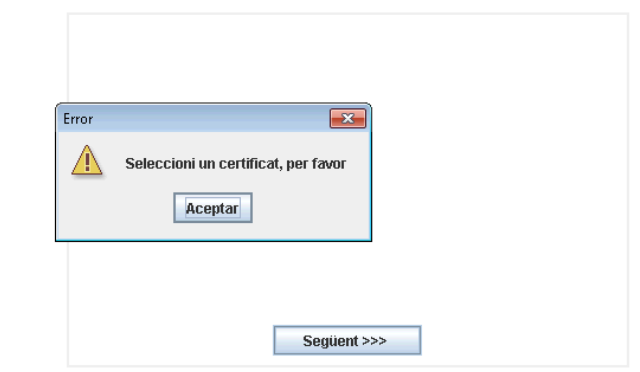 Error
Seleccioni un certificat, per favor
Aceptar
Següent >>>